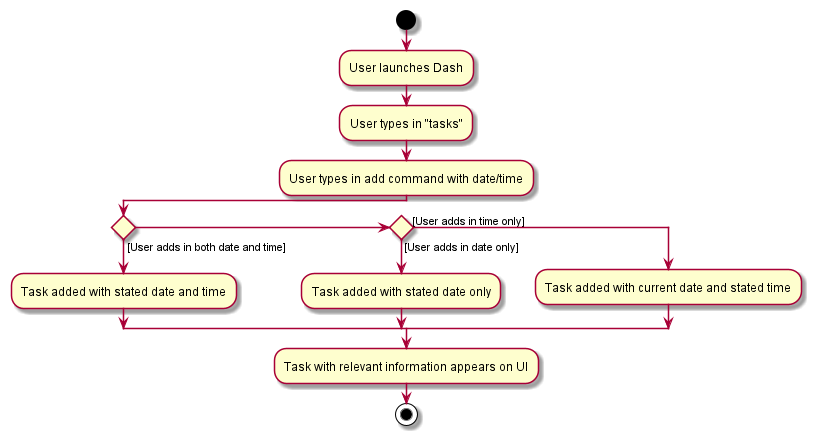 User launches Dash
User types in "tasks"
User types in add command with date/time
[User adds in time only]
[User adds in both date and time]
[User adds in date only]
Task added with stated date and time
Task added with stated date only
Task added with current date and stated time
Task with relevant information appears on UI